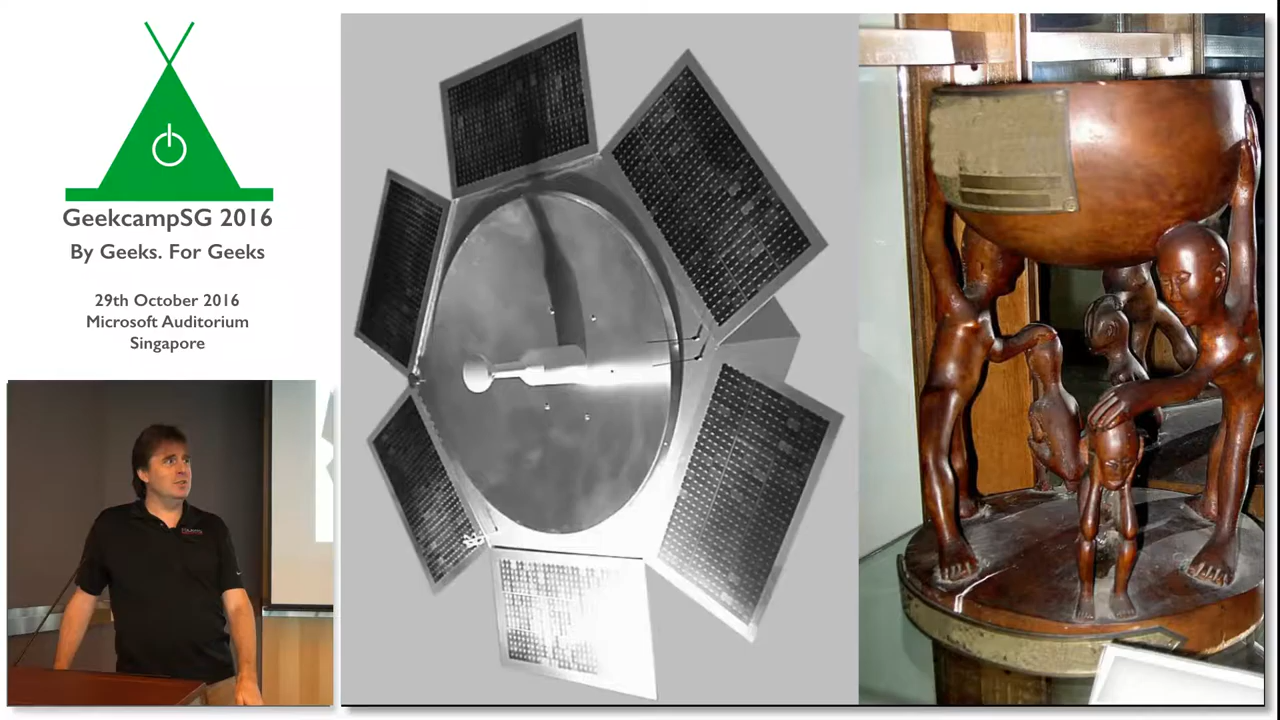 GeekcampSG 2016
By Geeks. For Geeks
29th October 2016
Microsoft Auditorium
Singapore